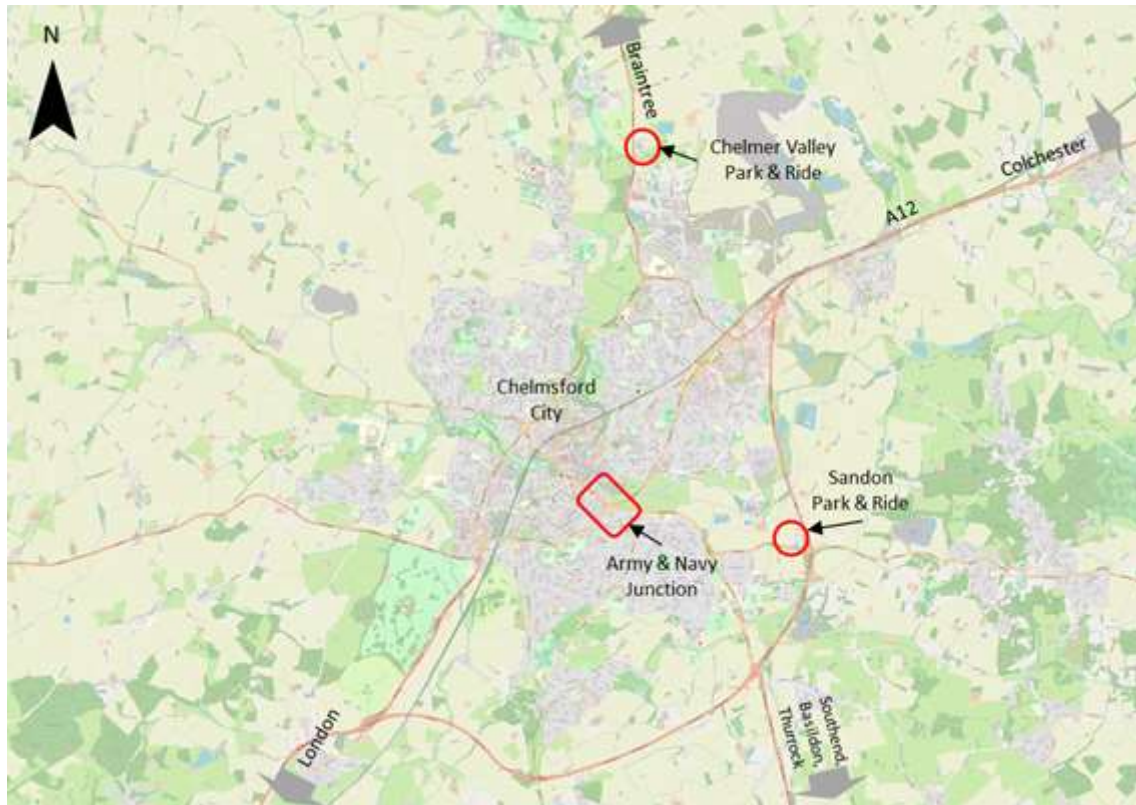 N
Braintree
Chelmer Valley
Park & Ride
Colchester
A12
Chelmsford
City
Sandon
Park & Ride
Army & Navy
Junction
London
Southend,
Basildon,
Thurrock